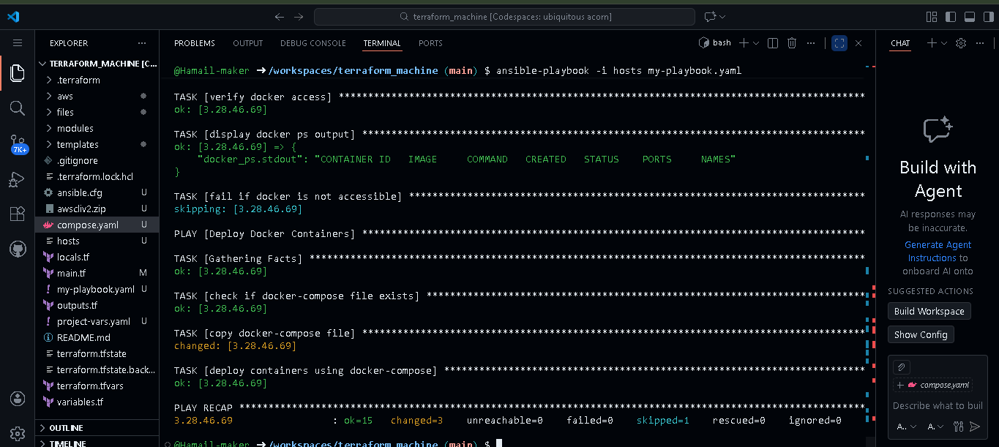 terraform_machine [Codespaces: ubiquitous acorn]
EXPLORER
TERRAFORM_MACHINE [C...
.terraform
aws
files
modules
templates
.gitignore
.terraform.lock.hcl
ansible.cfg U
awscliv2.zip U
compose.yaml U
hosts U
locals.tf
main.tf M
my-playbook.yaml U
outputs.tf
project-vars.yaml U
README.md
terraform.tfstate
terraform.tfstate.back...
terraform.tfvars
variables.tf
OUTLINE
TIMELINE
7K+
PROBLEMS OUTPUT DEBUG CONSOLE TERMINAL PORTS
bash
@Hamail-maker ➜ /workspaces/terraform_machine (main) $ ansible-playbook -i hosts my-playbook.yaml
TASK [verify docker access] ******************************************************************************************
ok: [3.28.46.69]
TASK [display docker ps output] **************************************************************************************
ok: [3.28.46.69] => {
"docker_ps.stdout": "CONTAINER ID   IMAGE     COMMAND   CREATED   STATUS    PORTS     NAMES"
}
TASK [fail if docker is not accessible] ******************************************************************************
skipping: [3.28.46.69]
PLAY [Deploy Docker Containers] **************************************************************************************
TASK [Gathering Facts] ***********************************************************************************************
ok: [3.28.46.69]
TASK [check if docker-compose file exists] ***************************************************************************
ok: [3.28.46.69]
TASK [copy docker-compose file] **************************************************************************************
changed: [3.28.46.69]
TASK [deploy containers using docker-compose] ************************************************************************
ok: [3.28.46.69]
PLAY RECAP ***********************************************************************************************************
3.28.46.69                 : ok=15   changed=3    unreachable=0    failed=0    skipped=1    rescued=0    ignored=0
@Hamail-maker ➜ /workspaces/terraform_machine (main) $
CHAT
Build with
Agent
AI responses may
be inaccurate.
Generate Agent
Instructions to
onboard AI onto
SUGGESTED ACTIONS
Build Workspace
Show Config
compose.yaml
Describe what to buil
A.. A.